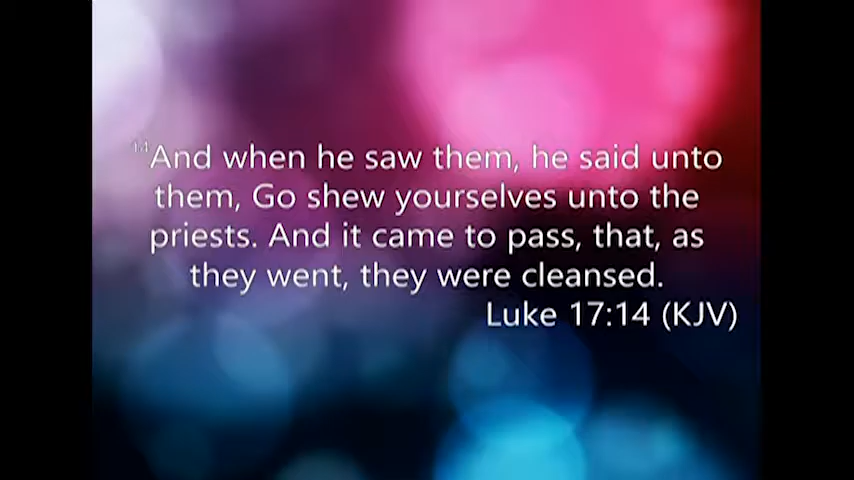 14And when he saw them, he said unto
them, Go shew yourselves unto the
priests. And it came to pass, that, as
they went, they were cleansed.
Luke 17:14 (KJV)